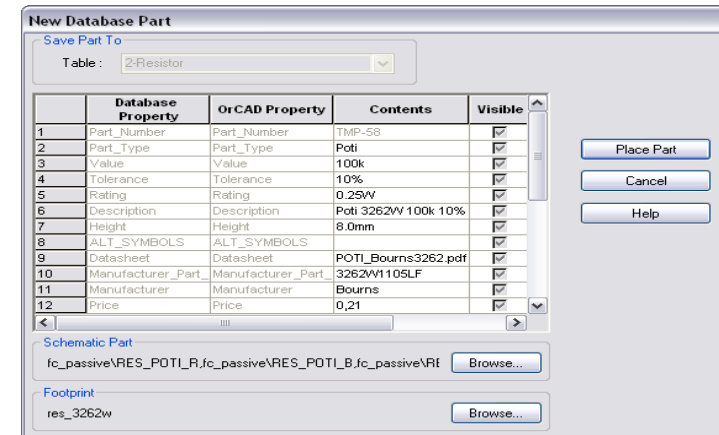 New Database Part
Save Part To
Table : 2-Resistor
Database Property OrCAD Property Contents Visible
1 Part_Number Part_Number TMP-58
2 Part_Type Part_Type Poti
3 Value Value 100k
4 Tolerance Tolerance 10%
5 Rating Rating 0.25W
6 Description Description Poti 3262W 100k 10%
7 Height Height 8.0mm
8 ALT_SYMBOLS ALT_SYMBOLS
9 Datasheet Datasheet POTI_Bourns3262.pdf
10 Manufacturer_Part_ Manufacturer_Part_ 3262W1105LF
11 Manufacturer Manufacturer Bourns
12 Price Price 0,21
Place Part
Cancel
Help
Schematic Part
fc_passive\RES_POTI_R,fc_passive\RES_POTI_B,fc_passive\RE Browse...
Footprint
res_3262w Browse...